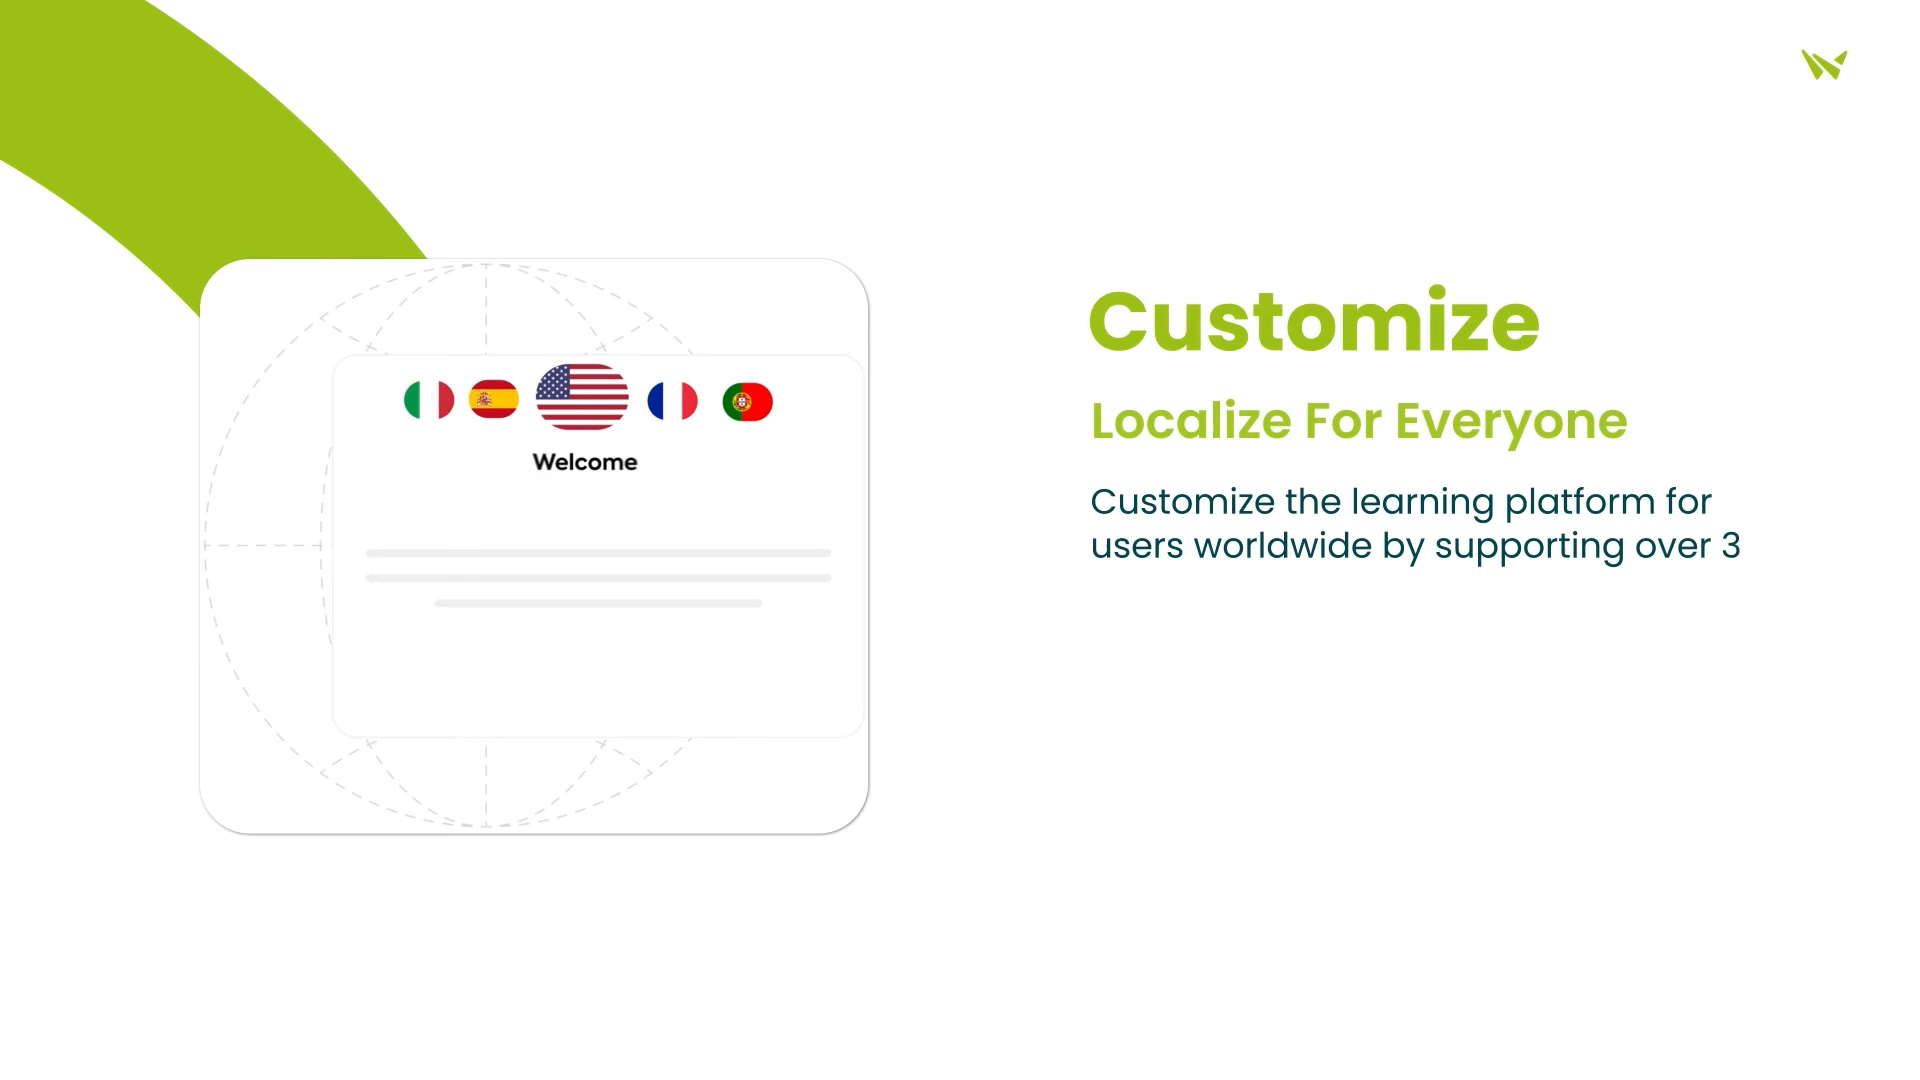 Customize
Localize For Everyone
Customize the learning platform for
users worldwide by supporting over 3
Welcome